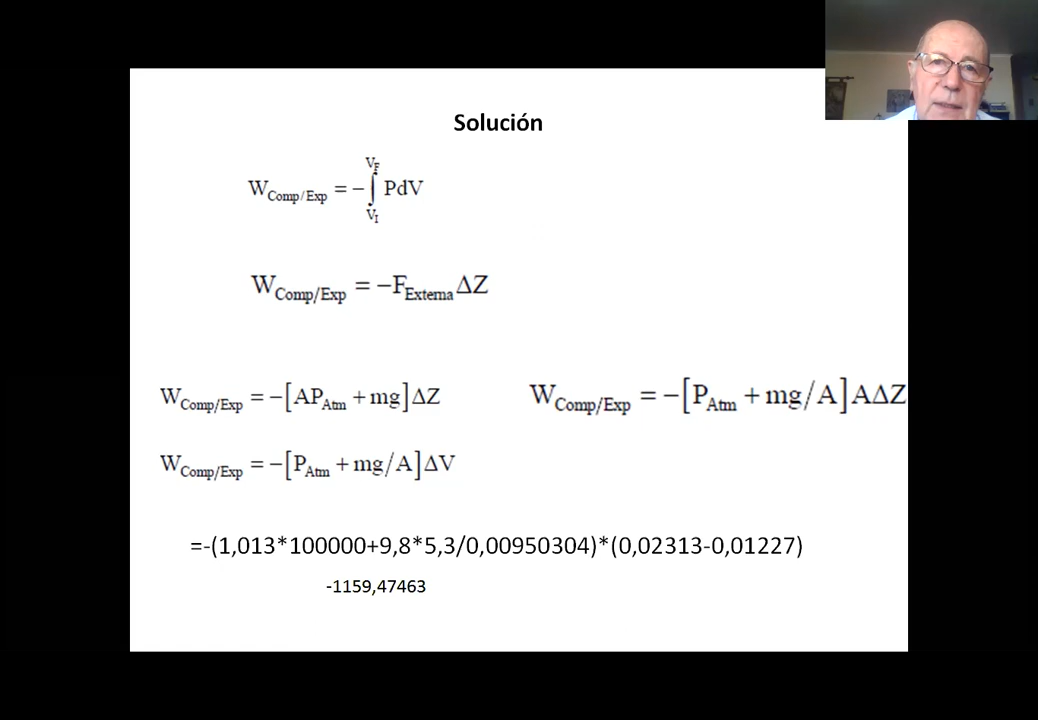 Solución
W_Comp/Exp = −∫_{V_I}^{V_F} PdV
W_Comp/Exp = −F_Externa ΔZ
W_Comp/Exp = −[AP_Atm + mg]ΔZ
W_Comp/Exp = −[P_Atm + mg/A]AΔZ
W_Comp/Exp = −[P_Atm + mg/A]ΔV
=-(1,013*100000+9,8*5,3/0,00950304)*(0,02313-0,01227)
-1159,47463